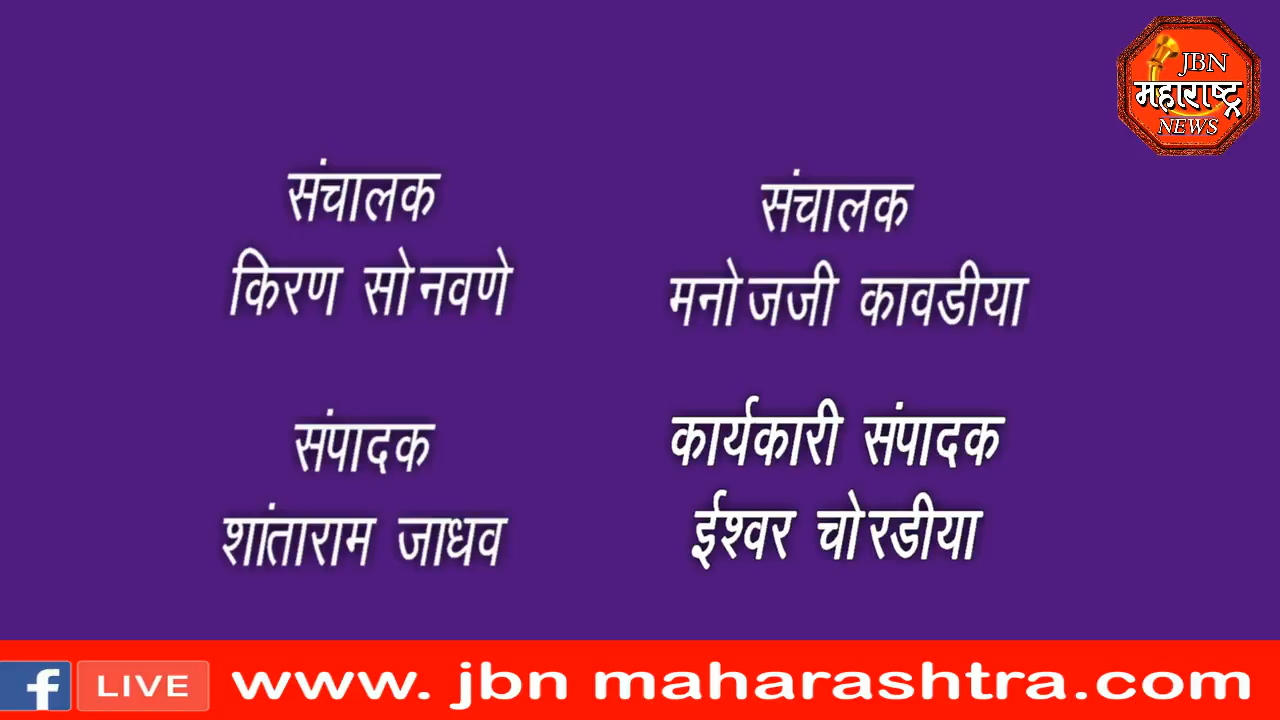 JBN
महाराष्ट्र
NEWS
संचालक
किरण सोनवणे
संचालक
मनोजजी कावडीया
संपादक
शांताराम जाधव
कार्यकारी संपादक
ईश्वर चोरडीया
f LIVE www. jbn maharashtra.com